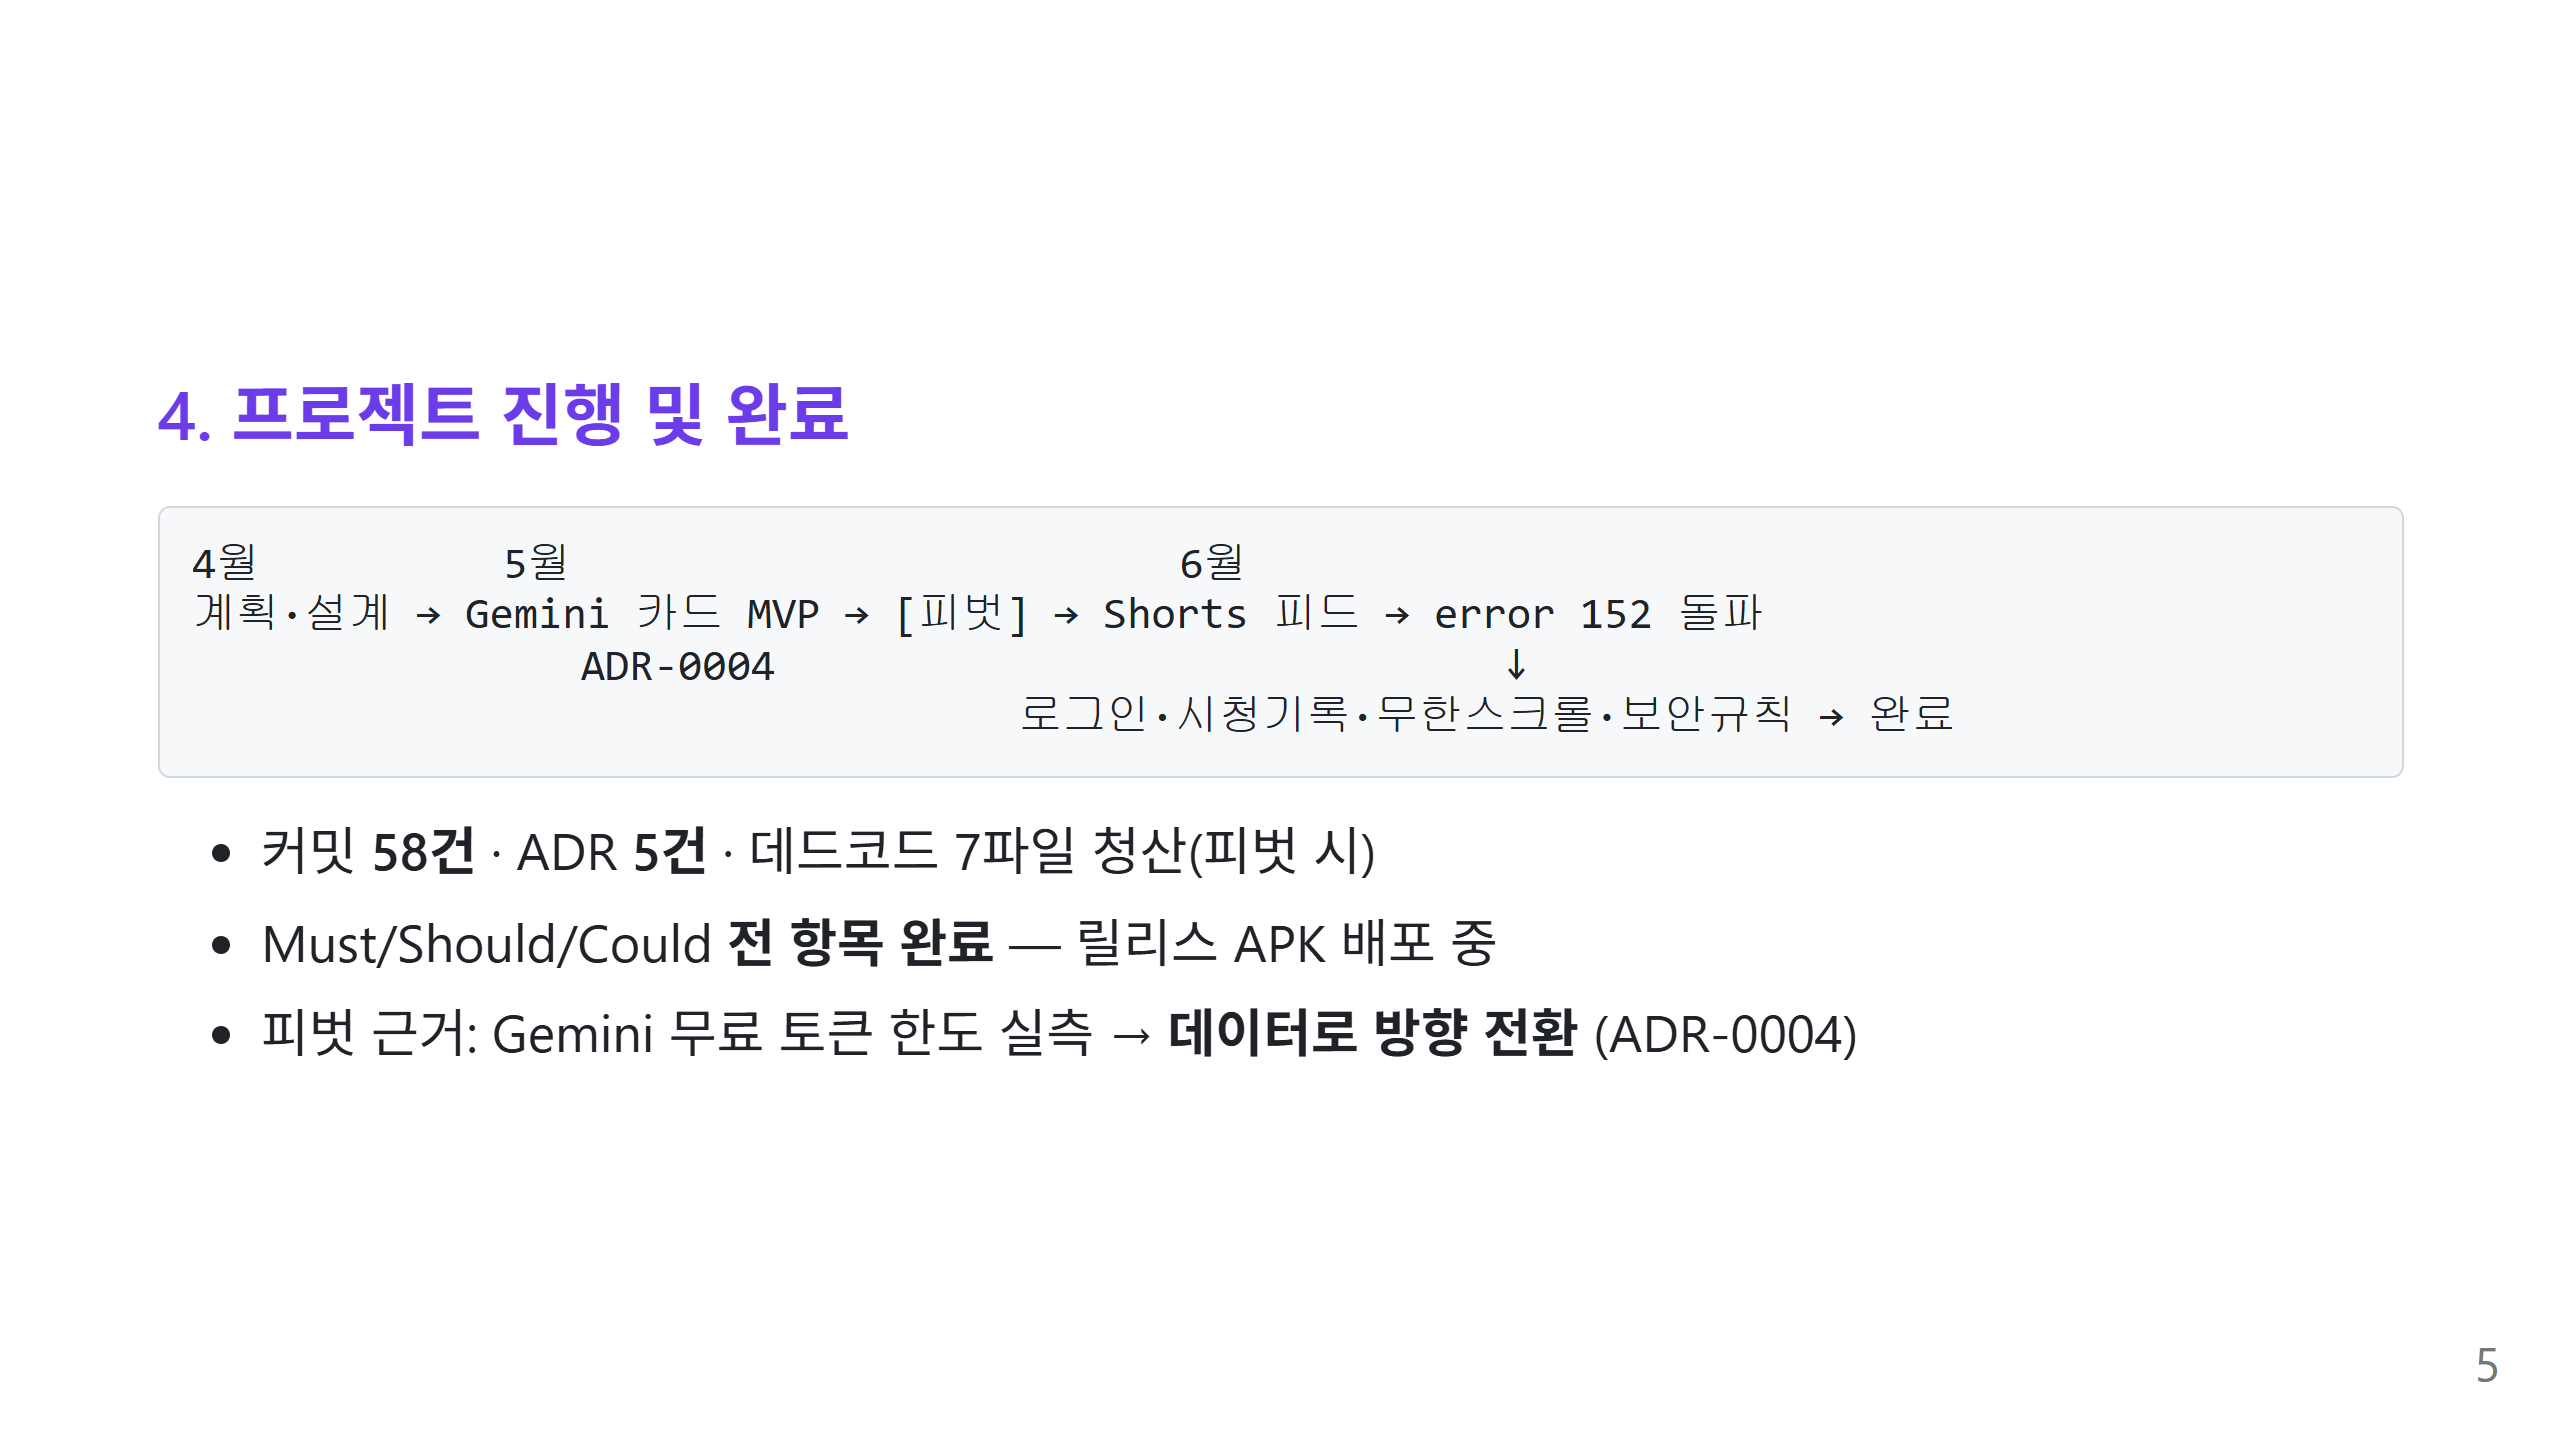 4. 프로젝트 진행 및 완료
4월 5월 6월
계획·설계 → Gemini 카드 MVP → [피벗] → Shorts 피드 → error 152 돌파
ADR-0004 ↓
로그인·시청기록·무한스크롤·보안규칙 → 완료
• 커밋 58건 · ADR 5건 · 데드코드 7파일 청산(피벗 시)
• Must/Should/Could 전 항목 완료 — 릴리스 APK 배포 중
• 피벗 근거: Gemini 무료 토큰 한도 실측 → 데이터로 방향 전환 (ADR-0004)
5